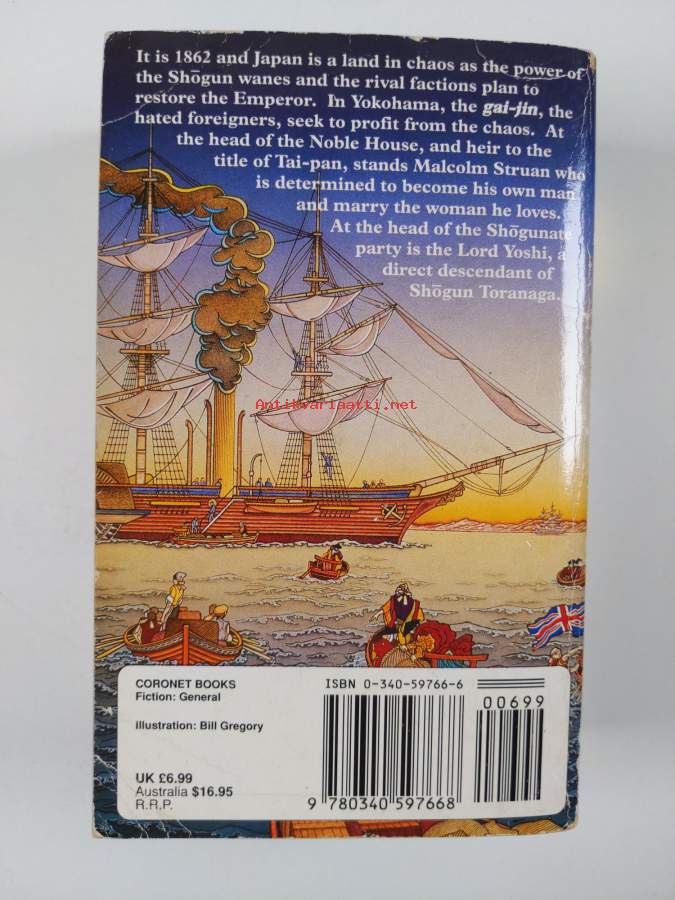 It is 1862 and Japan is a land in chaos as the power of
the Shōgun wanes and the rival factions plan to
restore the Emperor. In Yokohama, the gai-jin, the
hated foreigners, seek to profit from the chaos. At
the head of the Noble House, and heir to the
title of Tai-pan, stands Malcolm Struan who
is determined to become his own man
and marry the woman he loves.
At the head of the Shōgunate
party is the Lord Yoshi, a
direct descendant of
Shōgun Toranaga...
Antikvariaatti.net
CORONET BOOKS
Fiction: General
illustration: Bill Gregory
UK £6.99
Australia $16.95
R.R.P.
ISBN 0-340-59766-6
00699
9 780340 597668